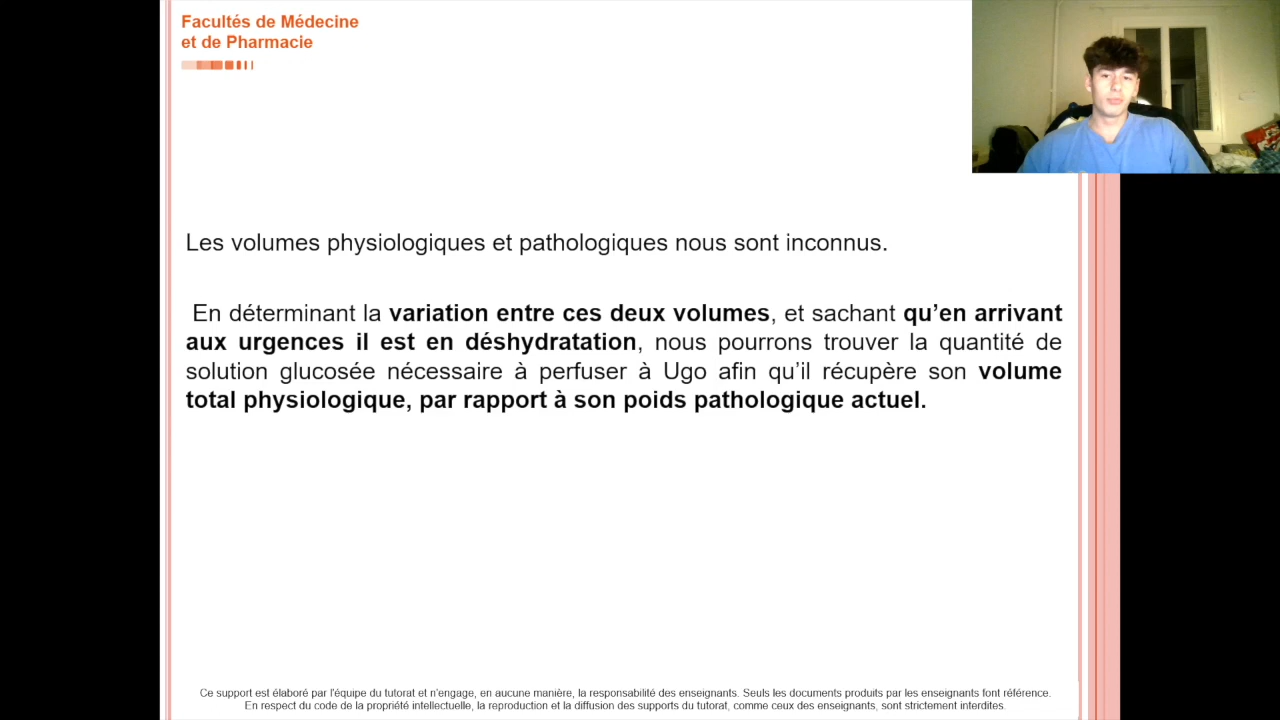 Facultés de Médecine
et de Pharmacie
Les volumes physiologiques et pathologiques nous sont inconnus.
En déterminant la variation entre ces deux volumes, et sachant qu’en arrivant
aux urgences il est en déshydratation, nous pourrons trouver la quantité de
solution glucosée nécessaire à perfuser à Ugo afin qu’il récupère son volume
total physiologique, par rapport à son poids pathologique actuel.
Ce support est élaboré par l'équipe du tutorat et n'engage, en aucune manière, la responsabilité des enseignants. Seuls les documents produits par les enseignants font référence.
En respect du code de la propriété intellectuelle, la reproduction et la diffusion des supports du tutorat, comme ceux des enseignants, sont strictement interdites.